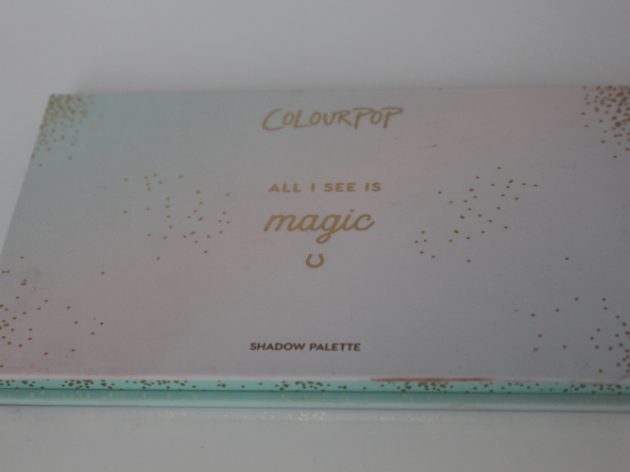 COLOURPOP
ALL I SEE IS
magic
SHADOW PALETTE